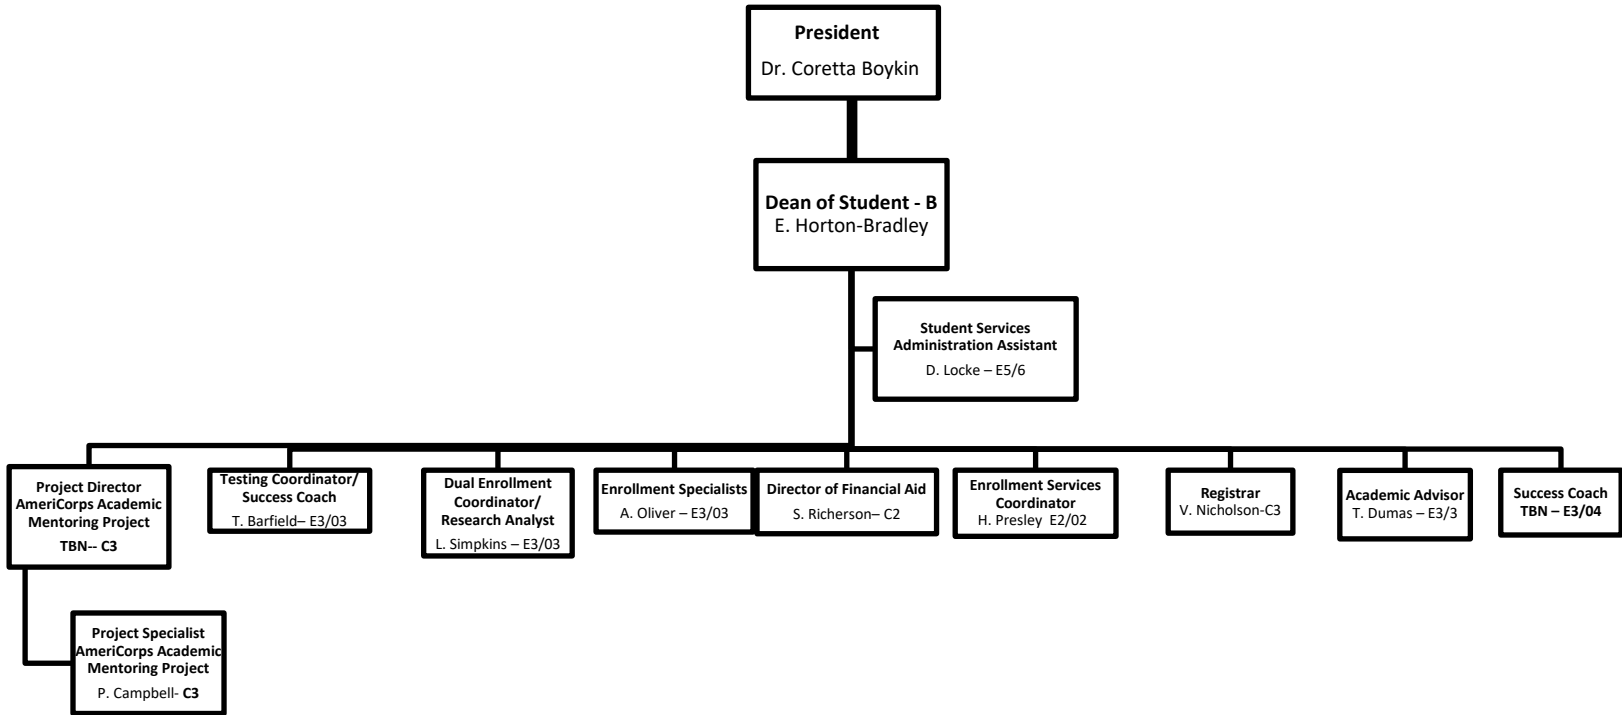 President
Dr. Coretta Boykin
Dean of Student - B
E. Horton-Bradley
Student Services
Administration Assistant
D. Locke – E5/6
Project Director
AmeriCorps Academic
Mentoring Project
TBN-- C3
Testing Coordinator/
Success Coach
T. Barfield– E3/03
Dual Enrollment
Coordinator/
Research Analyst
L. Simpkins – E3/03
Enrollment Specialists
A. Oliver – E3/03
Director of Financial Aid
S. Richerson– C2
Enrollment Services
Coordinator
H. Presley  E2/02
Registrar
V. Nicholson-C3
Academic Advisor
T. Dumas – E3/3
Success Coach
TBN – E3/04
Project Specialist
AmeriCorps Academic
Mentoring Project
P. Campbell- C3